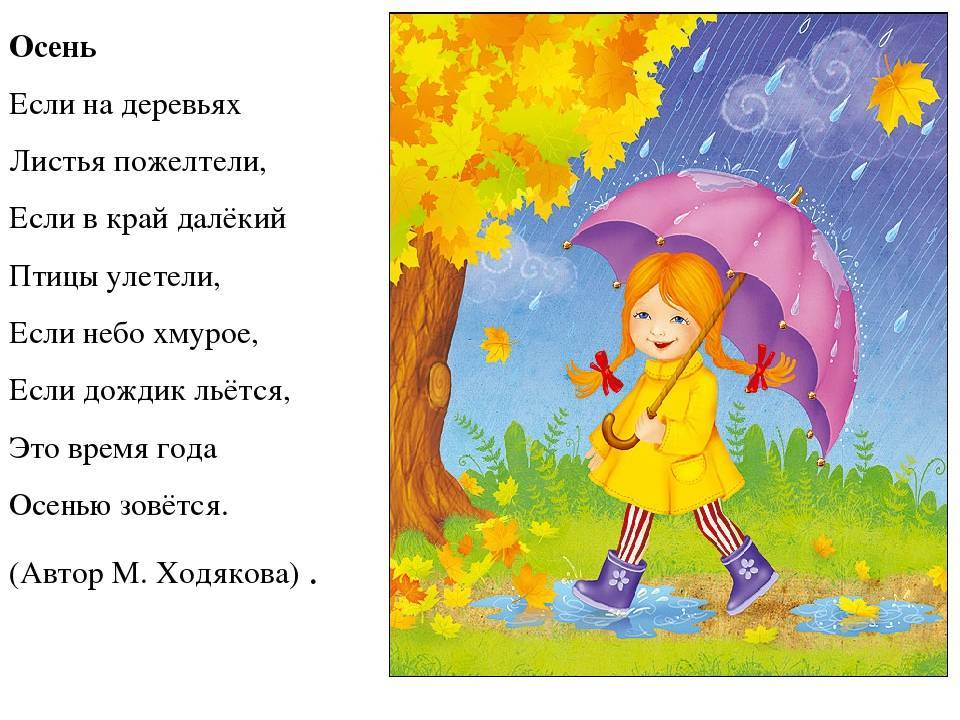 Осень
Если на деревьях
Листья пожелтели,
Если в край далёкий
Птицы улетели,
Если небо хмурое,
Если дождик льётся,
Это время года
Осенью зовётся.
(Автор М. Ходякова) .